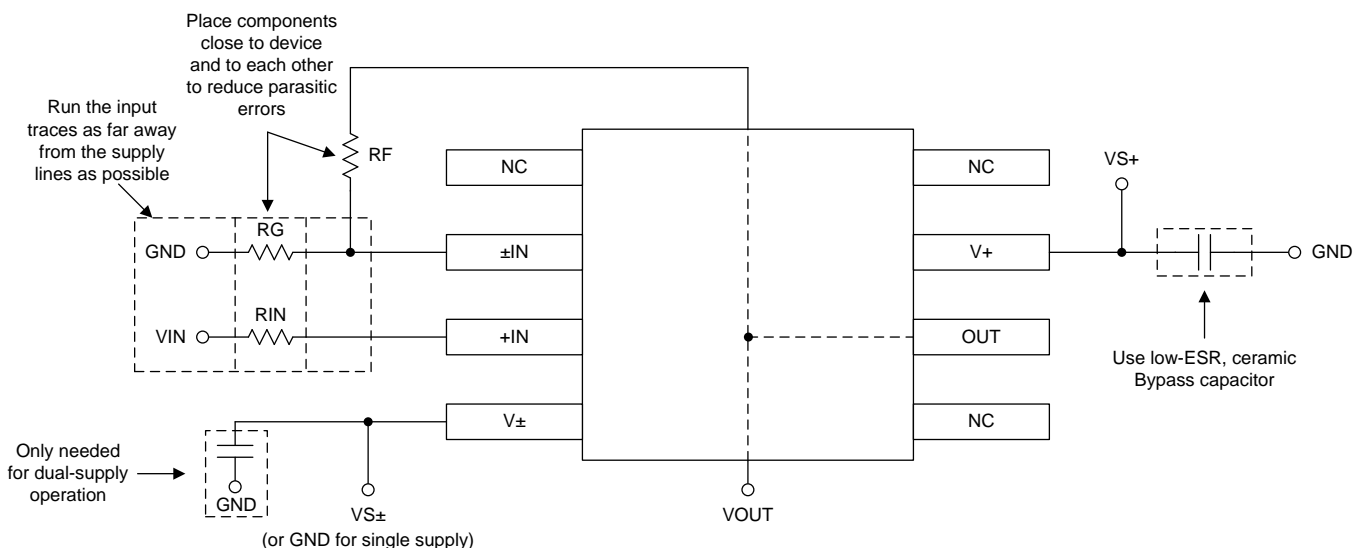 Place components
close to device
and to each other
to reduce parasitic
errors
Run the input
traces as far away
from the supply
lines as possible
RF
NC
NC
VS+
RG
GND
±IN
V+
GND
RIN
VIN
+IN
OUT
Use low-ESR, ceramic
Bypass capacitor
V±
NC
Only needed
for dual-supply
operation
GND
VS±
(or GND for single supply)
VOUT